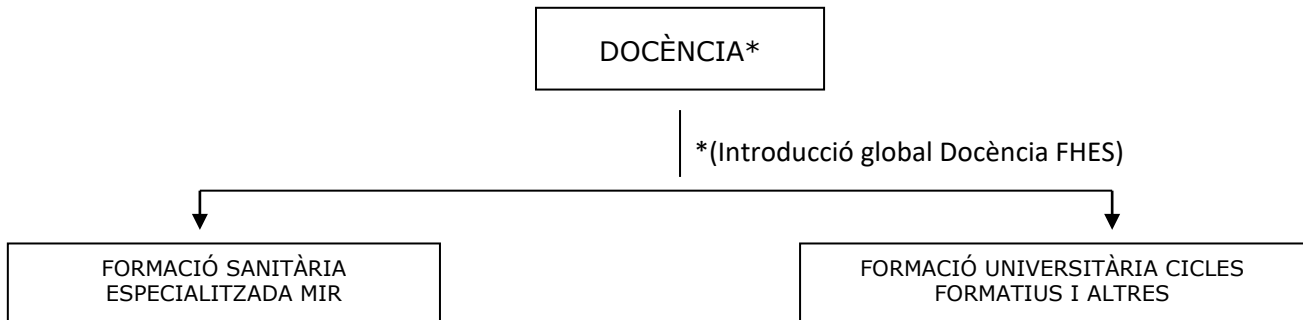 DOCÈNCIA*
*(Introducció global Docència FHES)
FORMACIÓ SANITÀRIA
ESPECIALITZADA MIR
FORMACIÓ UNIVERSITÀRIA CICLES
FORMATIUS I ALTRES